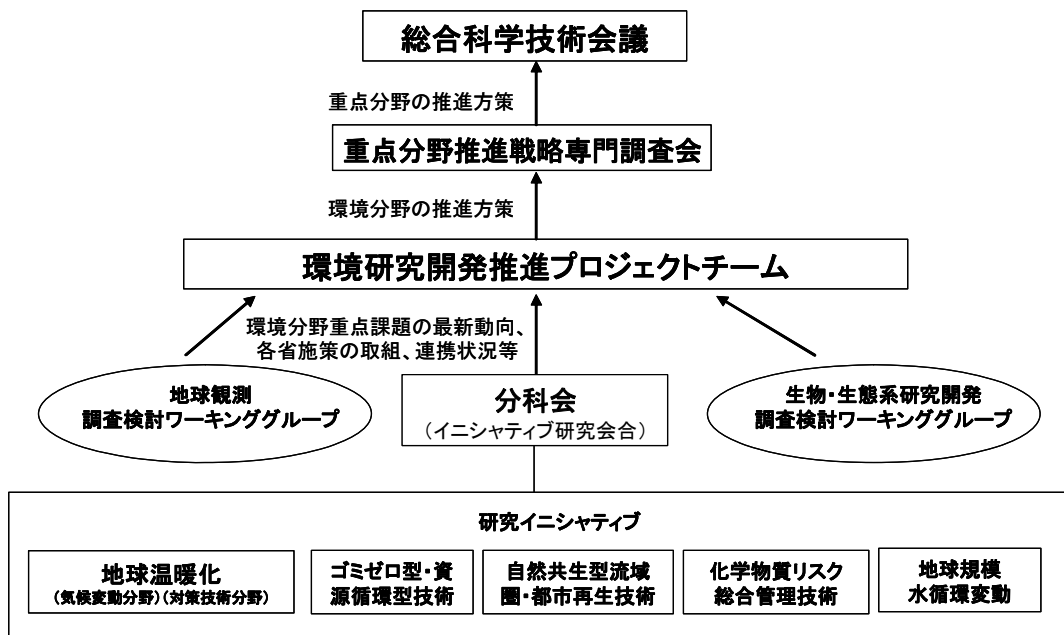 総合科学技術会議
重点分野の推進方策
重点分野推進戦略専門調査会
環境分野の推進方策
環境研究開発推進プロジェクトチーム
環境分野重点課題の最新動向、
各省施策の取組、連携状況等
地球観測
調査検討ワーキンググループ
分科会
（イニシャティブ研究会合）
生物・生態系研究開発
調査検討ワーキンググループ
研究イニシャティブ
地球温暖化
（気候変動分野）（対策技術分野）
ゴミゼロ型・資
源循環型技術
自然共生型流域
圏・都市再生技術
化学物質リスク
総合管理技術
地球規模
水循環変動